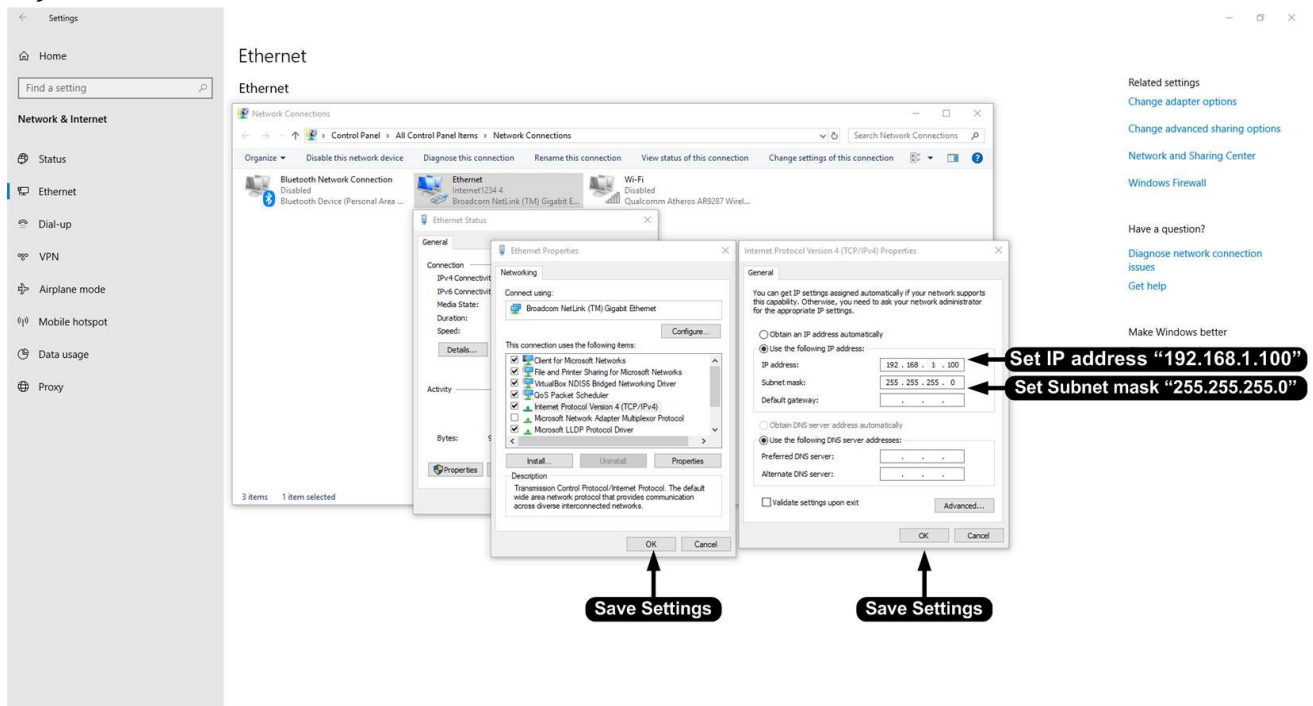 Settings
Home
Find a setting
Network & Internet
Status
Ethernet
Dial-up
VPN
Airplane mode
Mobile hotspot
Data usage
Proxy
Ethernet
Ethernet
Network Connections
Control Panel > All Control Panel Items > Network Connections
Search Network Connections
Organize Disable this network device Diagnose this connection Rename this connection View status of this connection Change settings of this connection
Bluetooth Network Connection
Disabled
Bluetooth Device (Personal Area ...
Ethernet
Internet1234 4
Broadcom NetLink (TM) Gigabit E...
Wi-Fi
Disabled
Qualcomm Atheros AR9287 Wirel...
3 items 1 item selected
Ethernet Status
General
Connection
IPv4 Connectivit
IPv6 Connectivit
Media State:
Duration:
Speed:
Details...
Activity
Bytes:
Properties
Ethernet Properties
Networking
Connect using:
Broadcom NetLink (TM) Gigabit Ethernet
Configure...
This connection uses the following items:
Client for Microsoft Networks
File and Printer Sharing for Microsoft Networks
VirtualBox NDIS6 Bridged Networking Driver
QoS Packet Scheduler
Internet Protocol Version 4 (TCP/IPv4)
Microsoft Network Adapter Multiplexor Protocol
Microsoft LLDP Protocol Driver
Install... Uninstall Properties
Description
Transmission Control Protocol/Internet Protocol. The default
wide area network protocol that provides communication
across diverse interconnected networks.
OK Cancel
Save Settings
Internet Protocol Version 4 (TCP/IPv4) Properties
General
You can get IP settings assigned automatically if your network supports
this capability. Otherwise, you need to ask your network administrator
for the appropriate IP settings.
Obtain an IP address automatically
Use the following IP address:
IP address: 192 . 168 . 1 . 100
Subnet mask: 255 . 255 . 255 . 0
Default gateway: . . .
Obtain DNS server address automatically
Use the following DNS server addresses:
Preferred DNS server: . . .
Alternate DNS server: . . .
Validate settings upon exit
Advanced...
OK Cancel
Save Settings
Related settings
Change adapter options
Change advanced sharing options
Network and Sharing Center
Windows Firewall
Have a question?
Diagnose network connection
issues
Get help
Make Windows better
Set IP address “192.168.1.100”
Set Subnet mask “255.255.255.0”